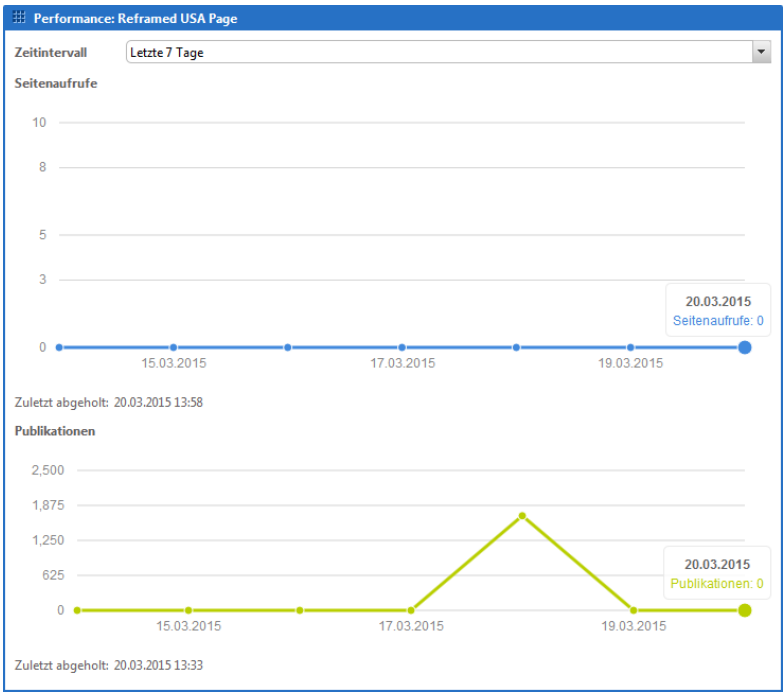 Performance: Reframed USA Page
Zeitintervall Letzte 7 Tage
Seitenaufrufe
10
8
5
3
20.03.2015
Seitenaufrufe: 0
0
15.03.2015 17.03.2015 19.03.2015
Zuletzt abgeholt: 20.03.2015 13:58
Publikationen
2,500
1,875
1,250
20.03.2015
625
Publikationen: 0
0
15.03.2015 17.03.2015 19.03.2015
Zuletzt abgeholt: 20.03.2015 13:33